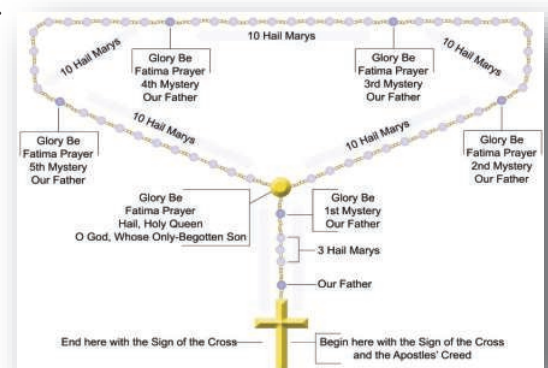 10 Hail Marys
10 Hail Marys
10 Hail Marys
Glory Be
Fatima Prayer
4th Mystery
Our Father
Glory Be
Fatima Prayer
3rd Mystery
Our Father
Glory Be
Fatima Prayer
5th Mystery
Our Father
10 Hail Marys
10 Hail Marys
Glory Be
Fatima Prayer
2nd Mystery
Our Father
Glory Be
Fatima Prayer
Hail, Holy Queen
O God, Whose Only-Begotten Son
Glory Be
1st Mystery
Our Father
3 Hail Marys
Our Father
End here with the Sign of the Cross
Begin here with the Sign of the Cross
and the Apostles' Creed